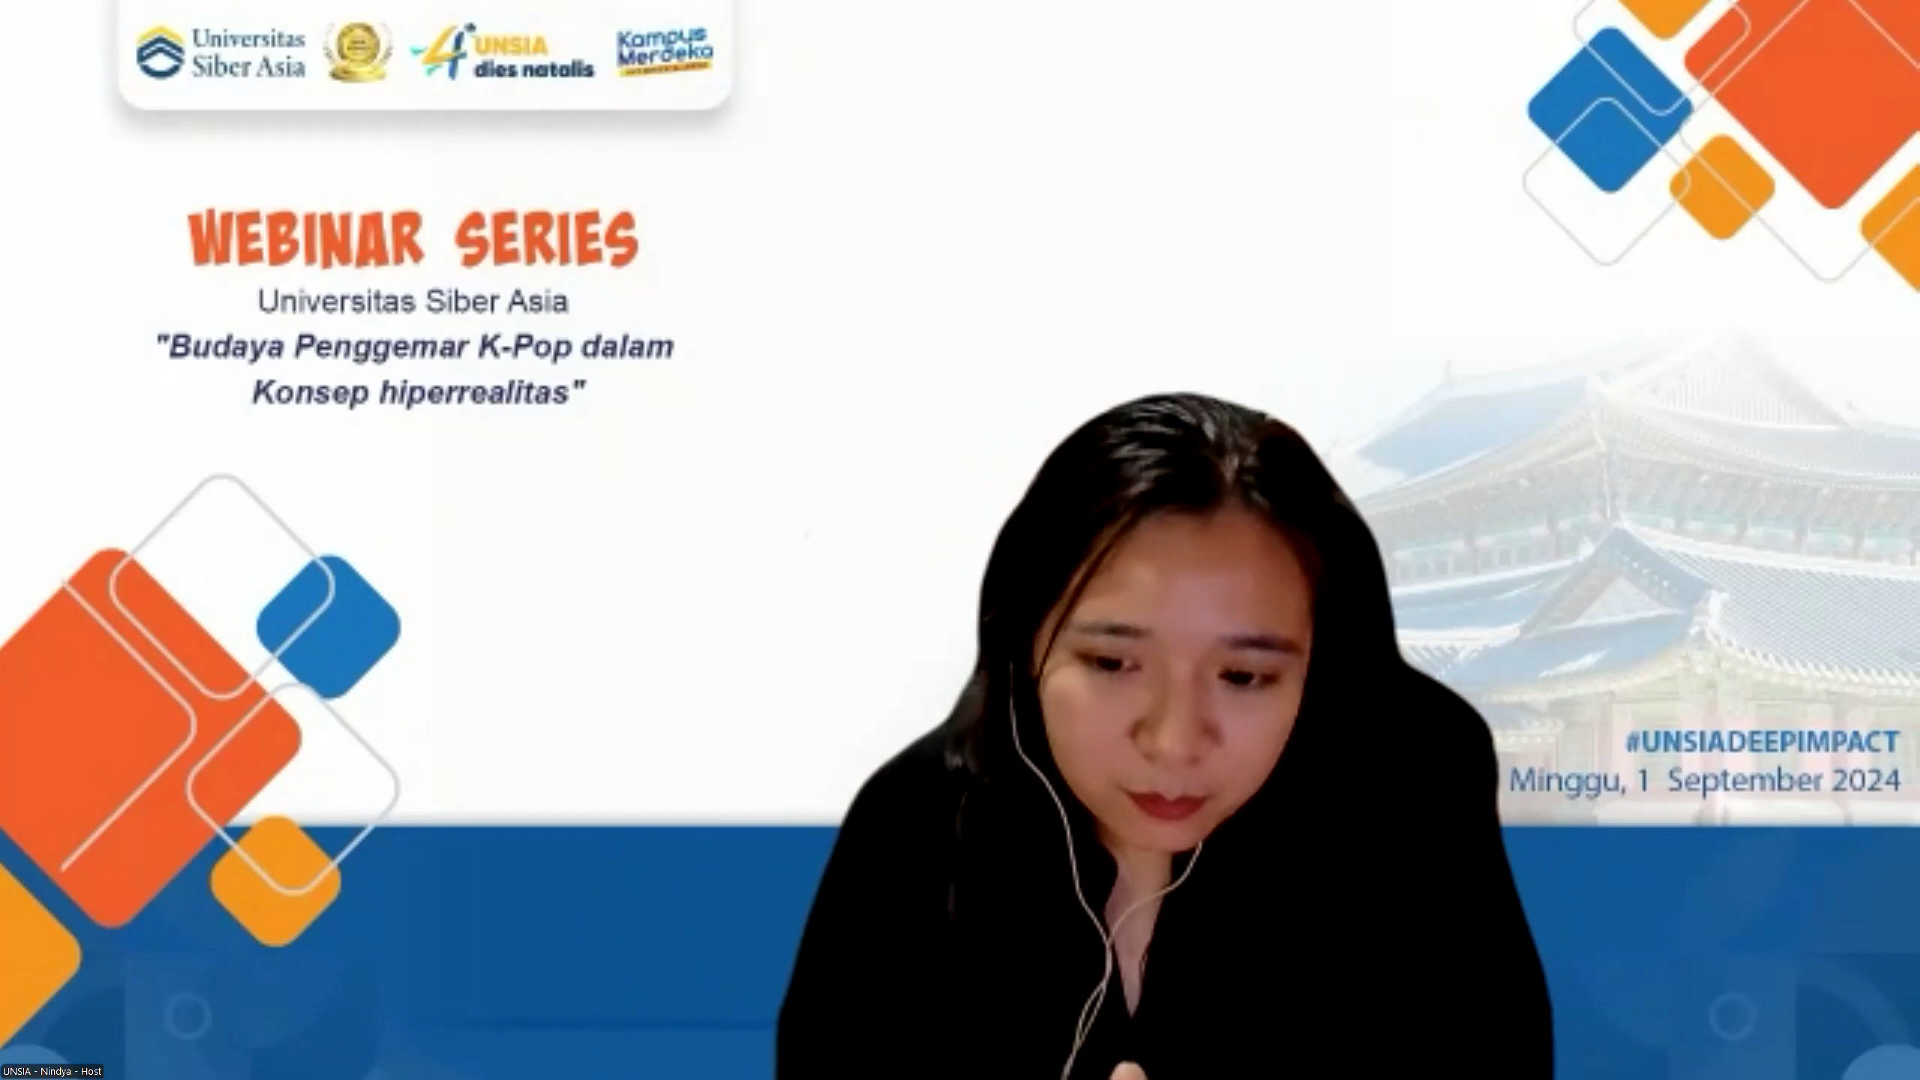 Universitas
Siber Asia
4
UNSIA
dies natalis
Kampus
Merdeka
WEBINAR SERIES
Universitas Siber Asia
"Budaya Penggemar K-Pop dalam
Konsep hiperrealitas"
#UNSIADEEPIMPACT
Minggu, 1 September 2024
UNSIA - Nindya - Host